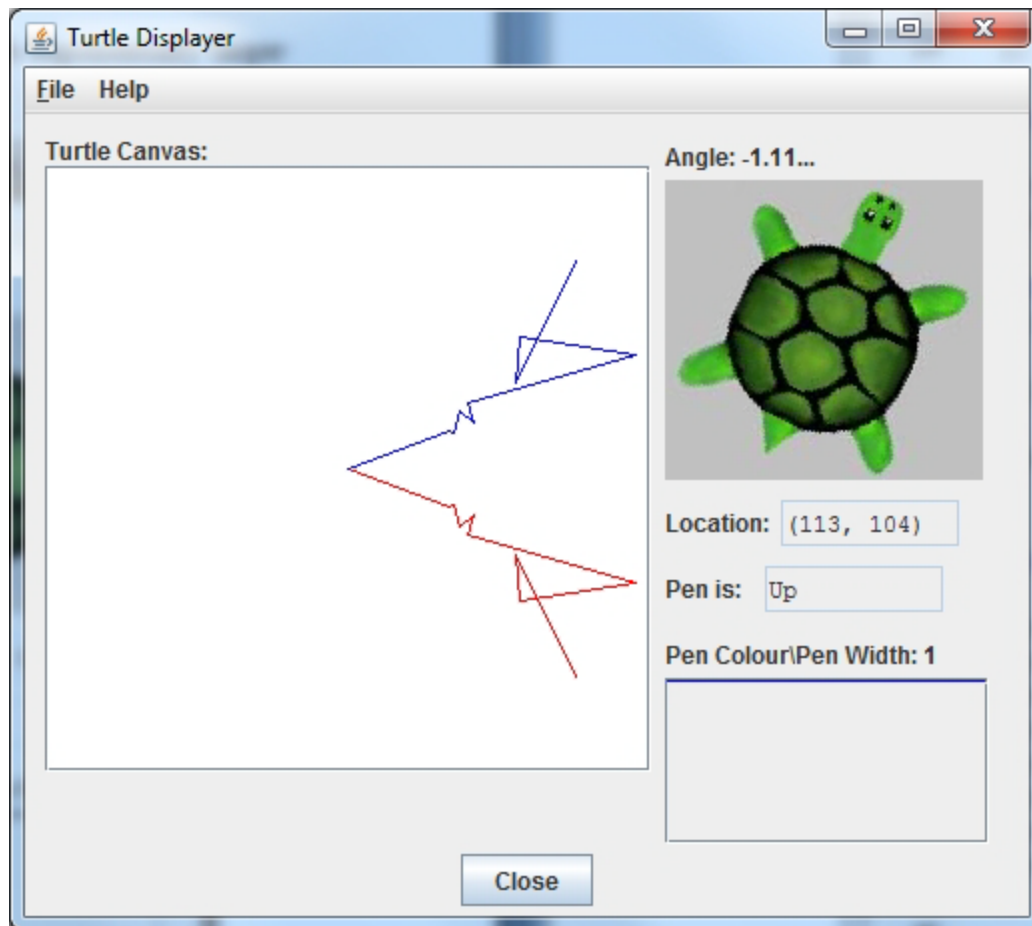 Turtle Displayer
File Help
Turtle Canvas:
Angle: -1.11...
Location: (113, 104)
Pen is: Up
Pen Colour\Pen Width: 1
Close